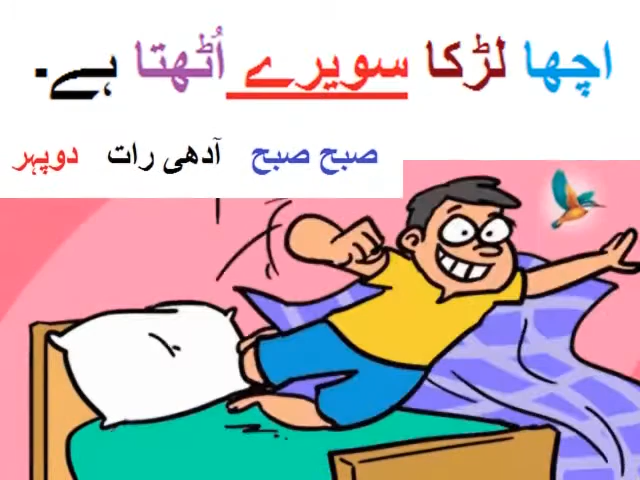 اچھا لڑکا سویرے اُٹھتا ہے۔
صبح صبح آدھی رات دوپہر